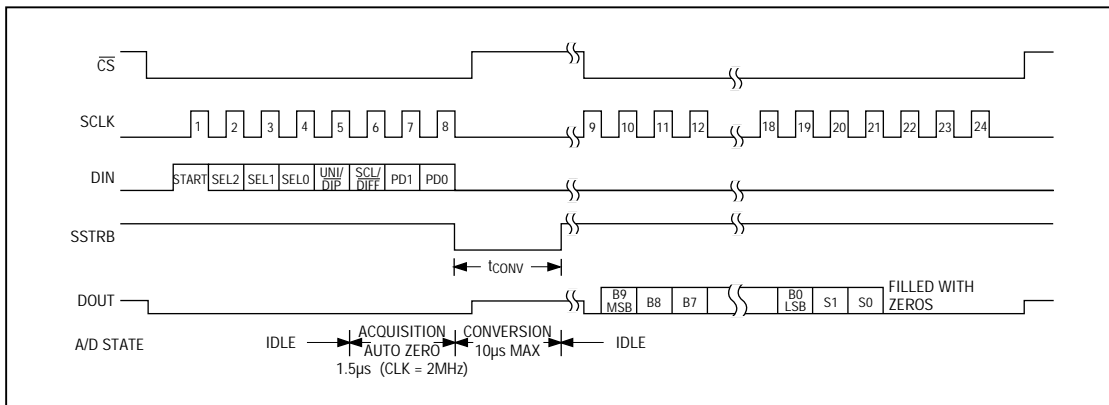 CS
SCLK
1 2 3 4 5 6 7 8 9 10 11 12 18 19 20 21 22 23 24
DIN
START SEL2 SEL1 SEL0 UNI/DIP SCL/DIFF PD1 PD0
SSTRB
tCONV
DOUT
B9 MSB B8 B7 B0 LSB S1 S0 FILLED WITH ZEROS
A/D STATE
IDLE
ACQUISITION
AUTO ZERO
1.5µs (CLK = 2MHz)
CONVERSION
10µs MAX
IDLE